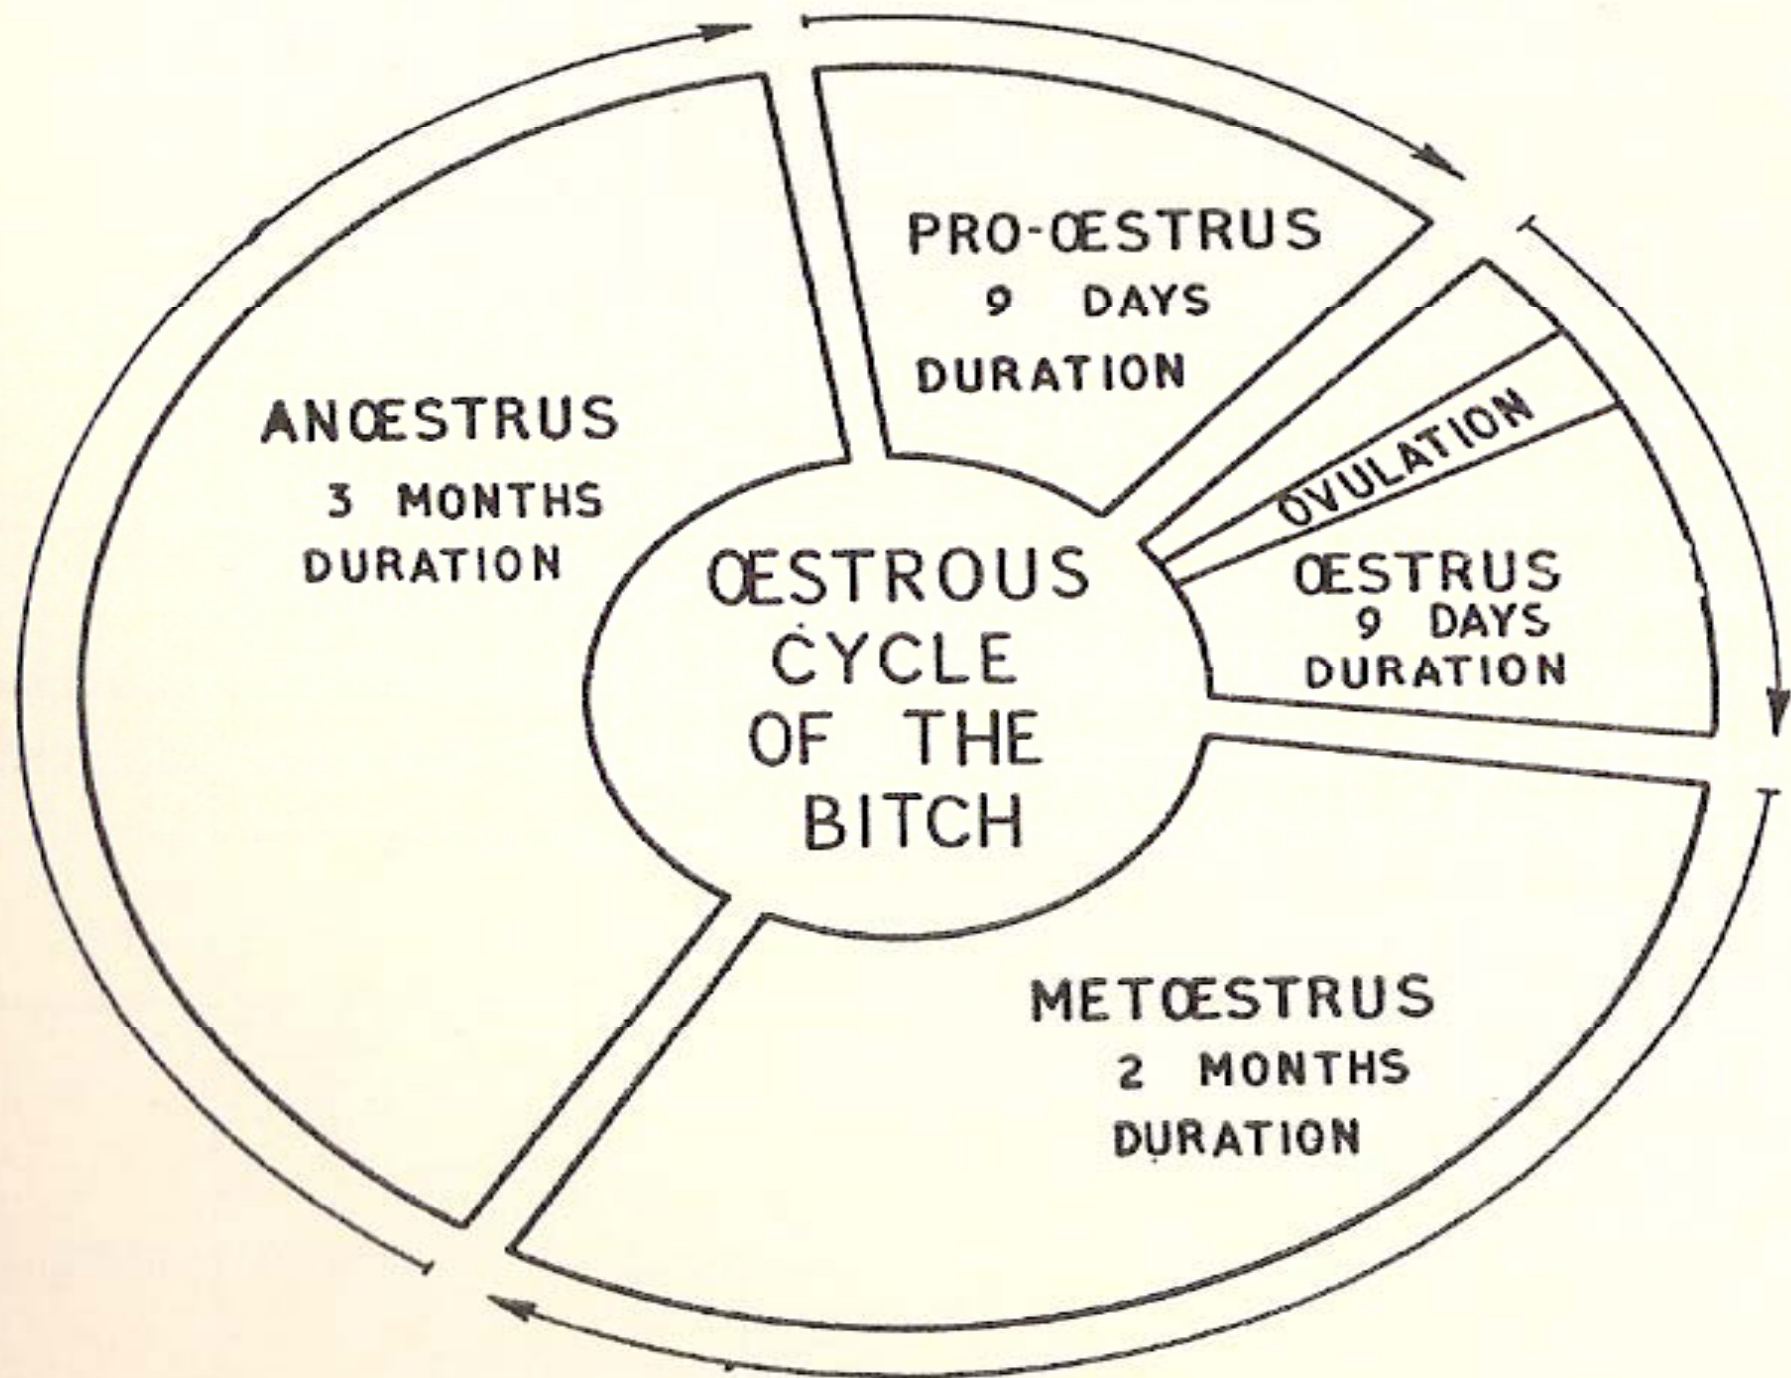 PRO-ŒSTRUS
9 DAYS
DURATION
OVULATION
ŒSTRUS
9 DAYS
DURATION
METŒSTRUS
2 MONTHS
DURATION
ANŒSTRUS
3 MONTHS
DURATION
ŒSTROUS
CYCLE
OF THE
BITCH